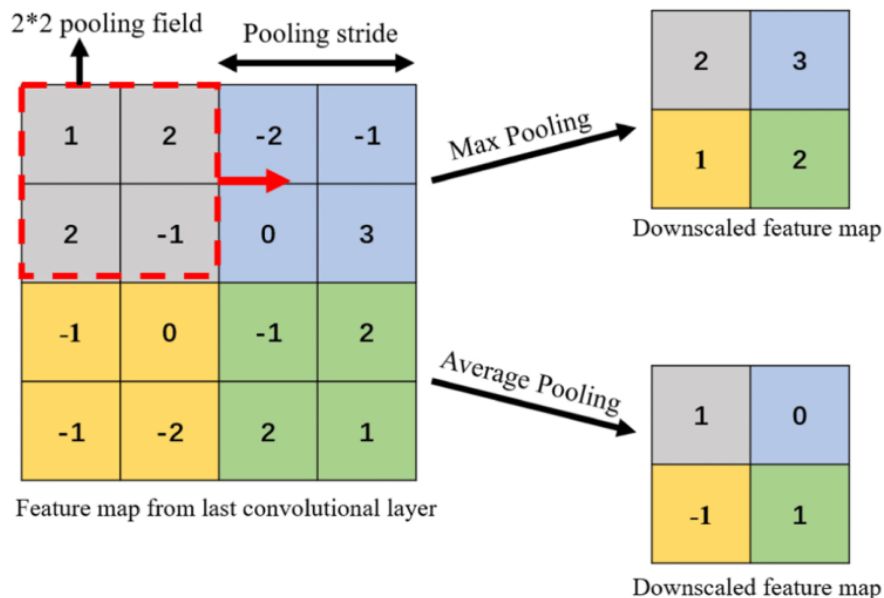 2*2 pooling field
Pooling stride
1 2 -2 -1
2 -1 0 3
-1 0 -1 2
-1 -2 2 1
Feature map from last convolutional layer
Max Pooling
2 3
1 2
Downscaled feature map
Average Pooling
1 0
-1 1
Downscaled feature map